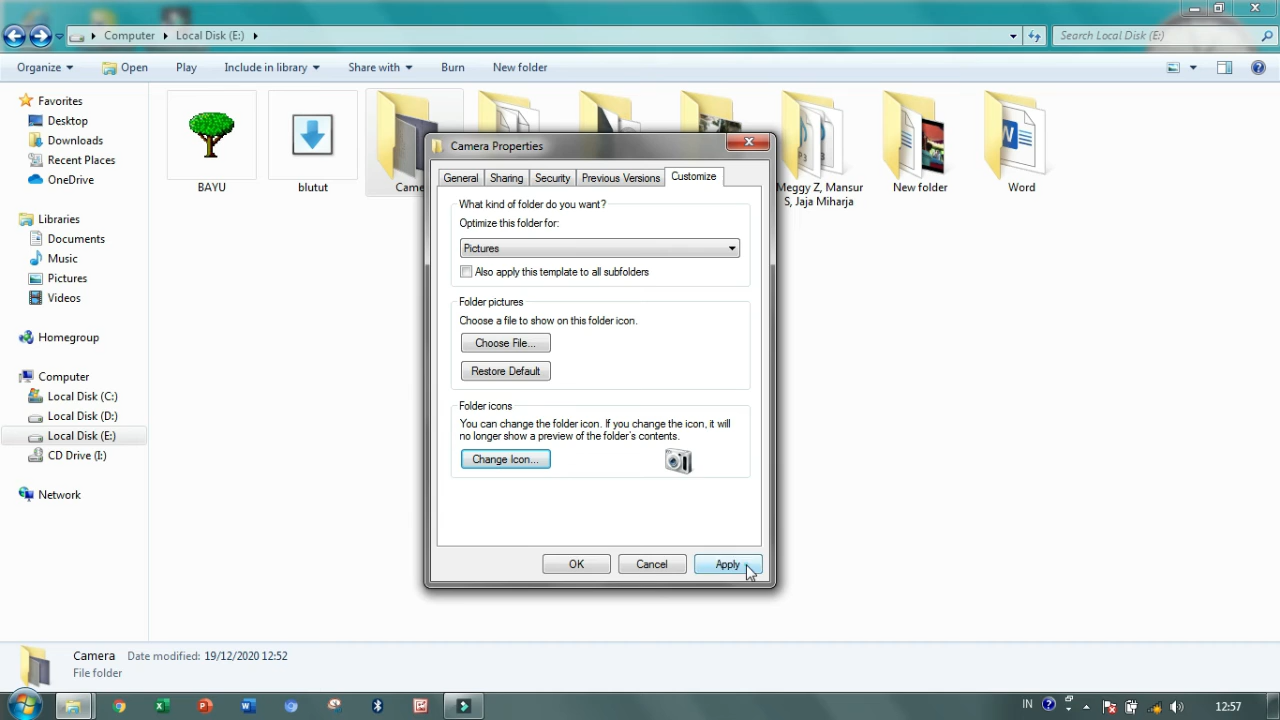 Computer
Local Disk (E:)
Search Local Disk (E:)
Organize
Open
Play
Include in library
Share with
Burn
New folder
Favorites
Desktop
Downloads
Recent Places
OneDrive
Libraries
Documents
Music
Pictures
Videos
Homegroup
Computer
Local Disk (C:)
Local Disk (D:)
Local Disk (E:)
CD Drive (I:)
Network
BAYU
blutut
Came
Meggy Z, Mansur
S, Jaja Miharja
New folder
Word
Camera Properties
General
Sharing
Security
Previous Versions
Customize
What kind of folder do you want?
Optimize this folder for:
Pictures
Also apply this template to all subfolders
Folder pictures
Choose a file to show on this folder icon.
Choose File...
Restore Default
Folder icons
You can change the folder icon. If you change the icon, it will
no longer show a preview of the folder's contents.
Change Icon...
OK
Cancel
Apply
Camera
Date modified: 19/12/2020 12:52
File folder
IN
12:57